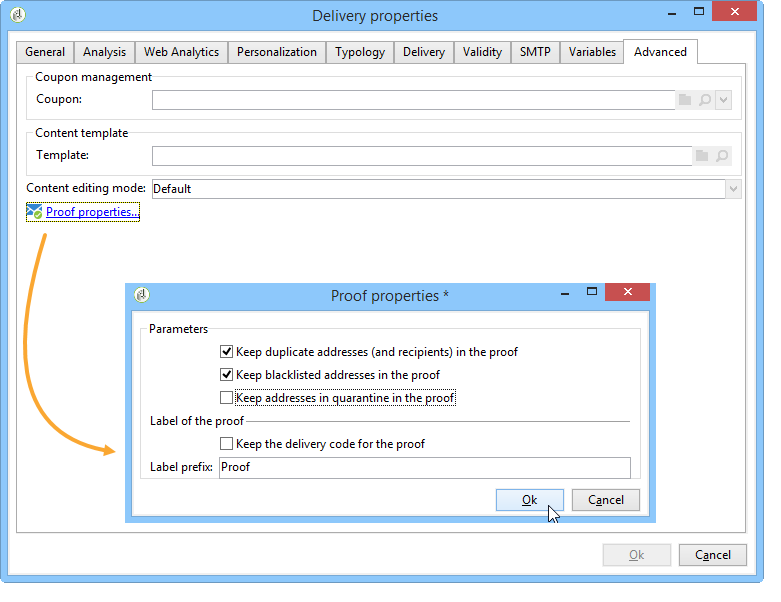 Delivery properties
General Analysis Web Analytics Personalization Typology Delivery Validity SMTP Variables Advanced
Coupon management
Coupon:
Content template
Template:
Content editing mode: Default
Proof properties...
Proof properties *
Parameters
Keep duplicate addresses (and recipients) in the proof
Keep blacklisted addresses in the proof
Keep addresses in quarantine in the proof
Label of the proof
Keep the delivery code for the proof
Label prefix: Proof
Ok Cancel
Ok Cancel